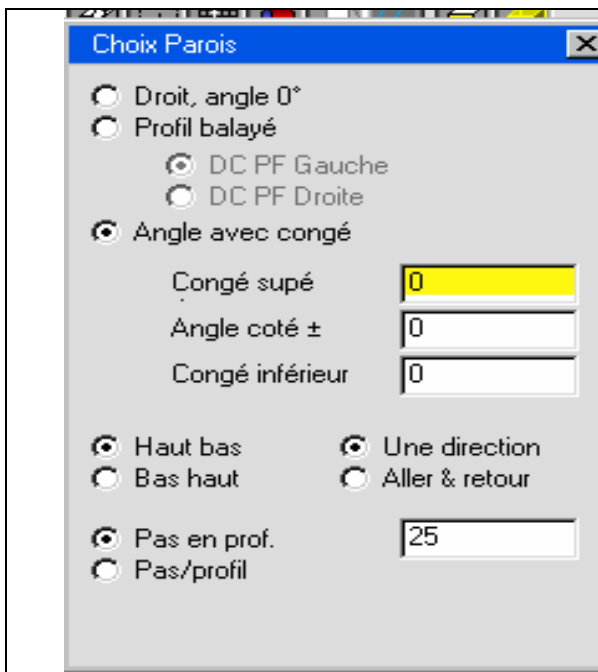 Choix Parois
Droit, angle 0°
Profil balayé
DC PF Gauche
DC PF Droite
Angle avec congé
Congé supé 0
Angle coté ± 0
Congé inférieur 0
Haut bas Une direction
Bas haut Aller & retour
Pas en prof. 25
Pas/profil